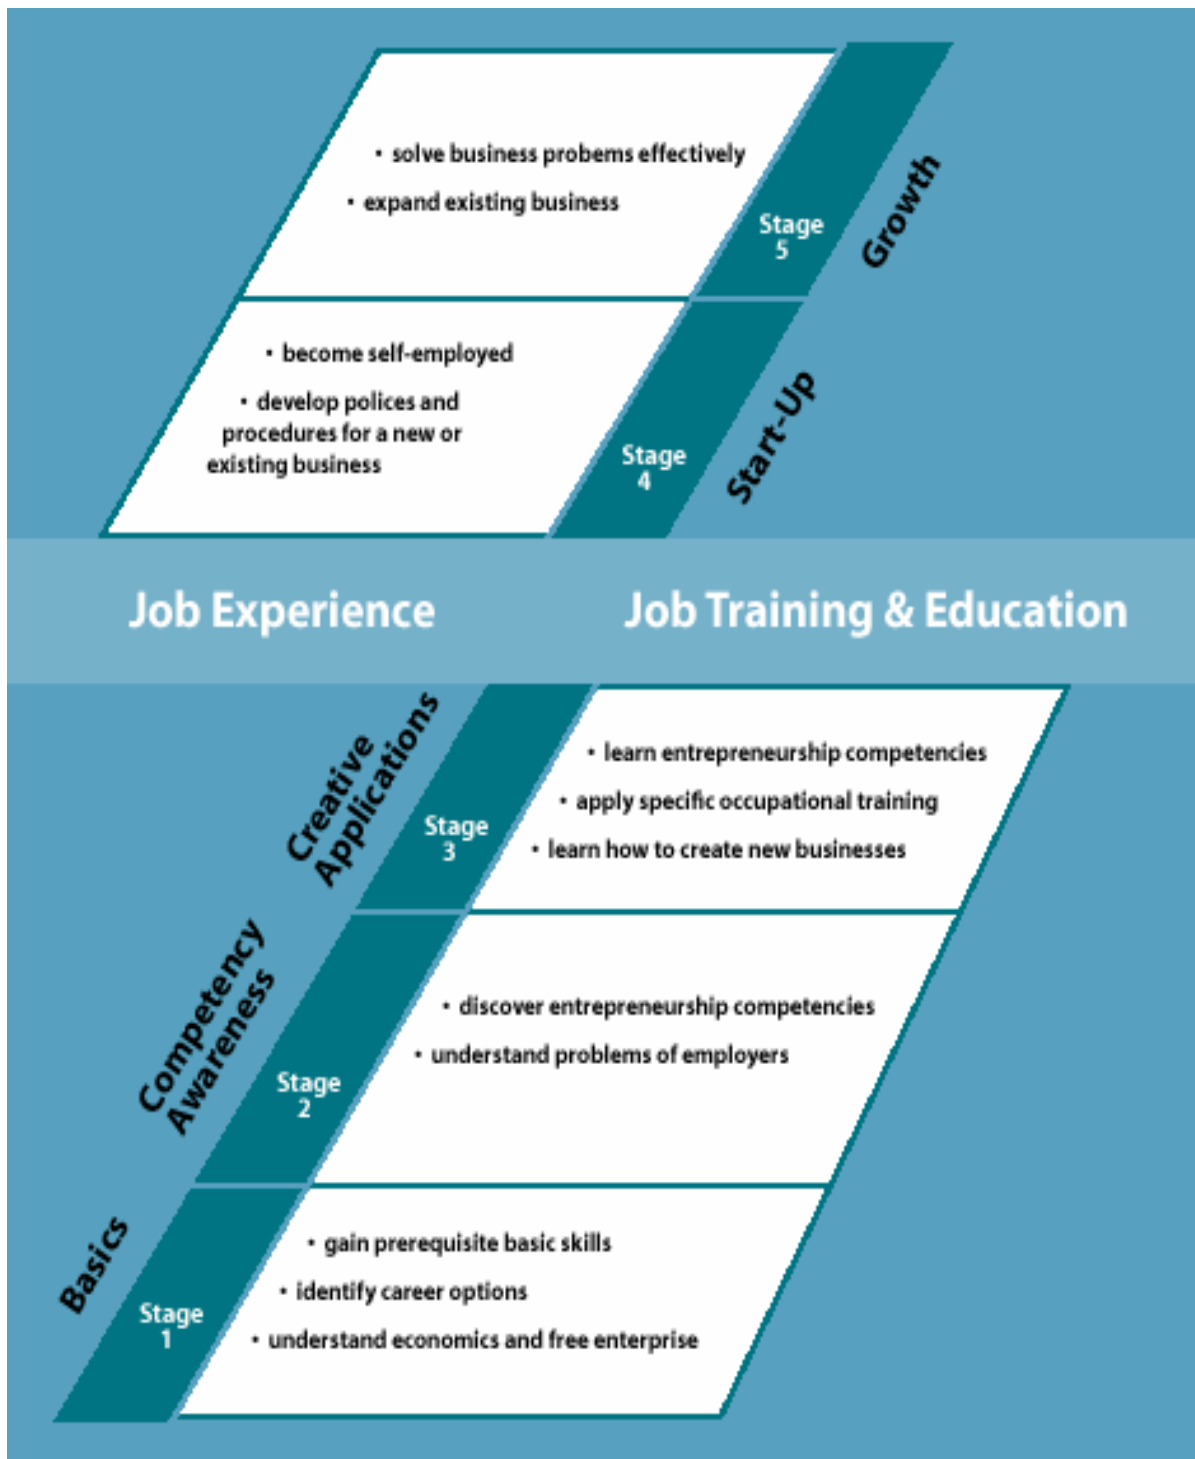 • solve business probems effectively
• expand existing business
Stage
5
Growth
• become self-employed
• develop polices and
procedures for a new or
existing business
Stage
4
Start-Up
Job Experience
Job Training & Education
Creative
Applications
Stage
3
• learn entrepreneurship competencies
• apply specific occupational training
• learn how to create new businesses
Competency
Awareness
Stage
2
• discover entrepreneurship competencies
• understand problems of employers
Basics
Stage
1
• gain prerequisite basic skills
• identify career options
• understand economics and free enterprise